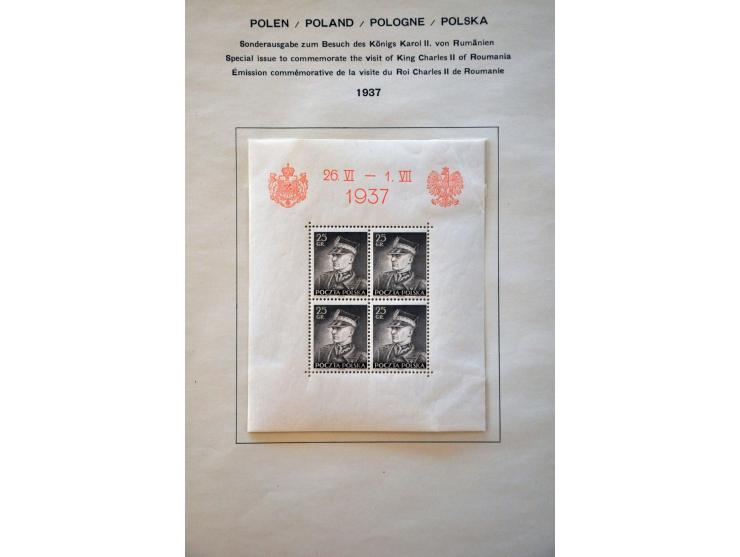 POLEN / POLAND / POLOGNE / POLSKA
Sonderausgabe zum Besuch des Königs Karol II. von Rumänien
Special issue to commemorate the visit of King Charles II of Roumania
Émission commémorative de la visite du Roi Charles II de Roumanie
1937
26. VI — 1. VII
1937
25 GR.
POCZTA POLSKA
25 GR.
POCZTA POLSKA
25 GR.
POCZTA POLSKA
25 GR.
POCZTA POLSKA